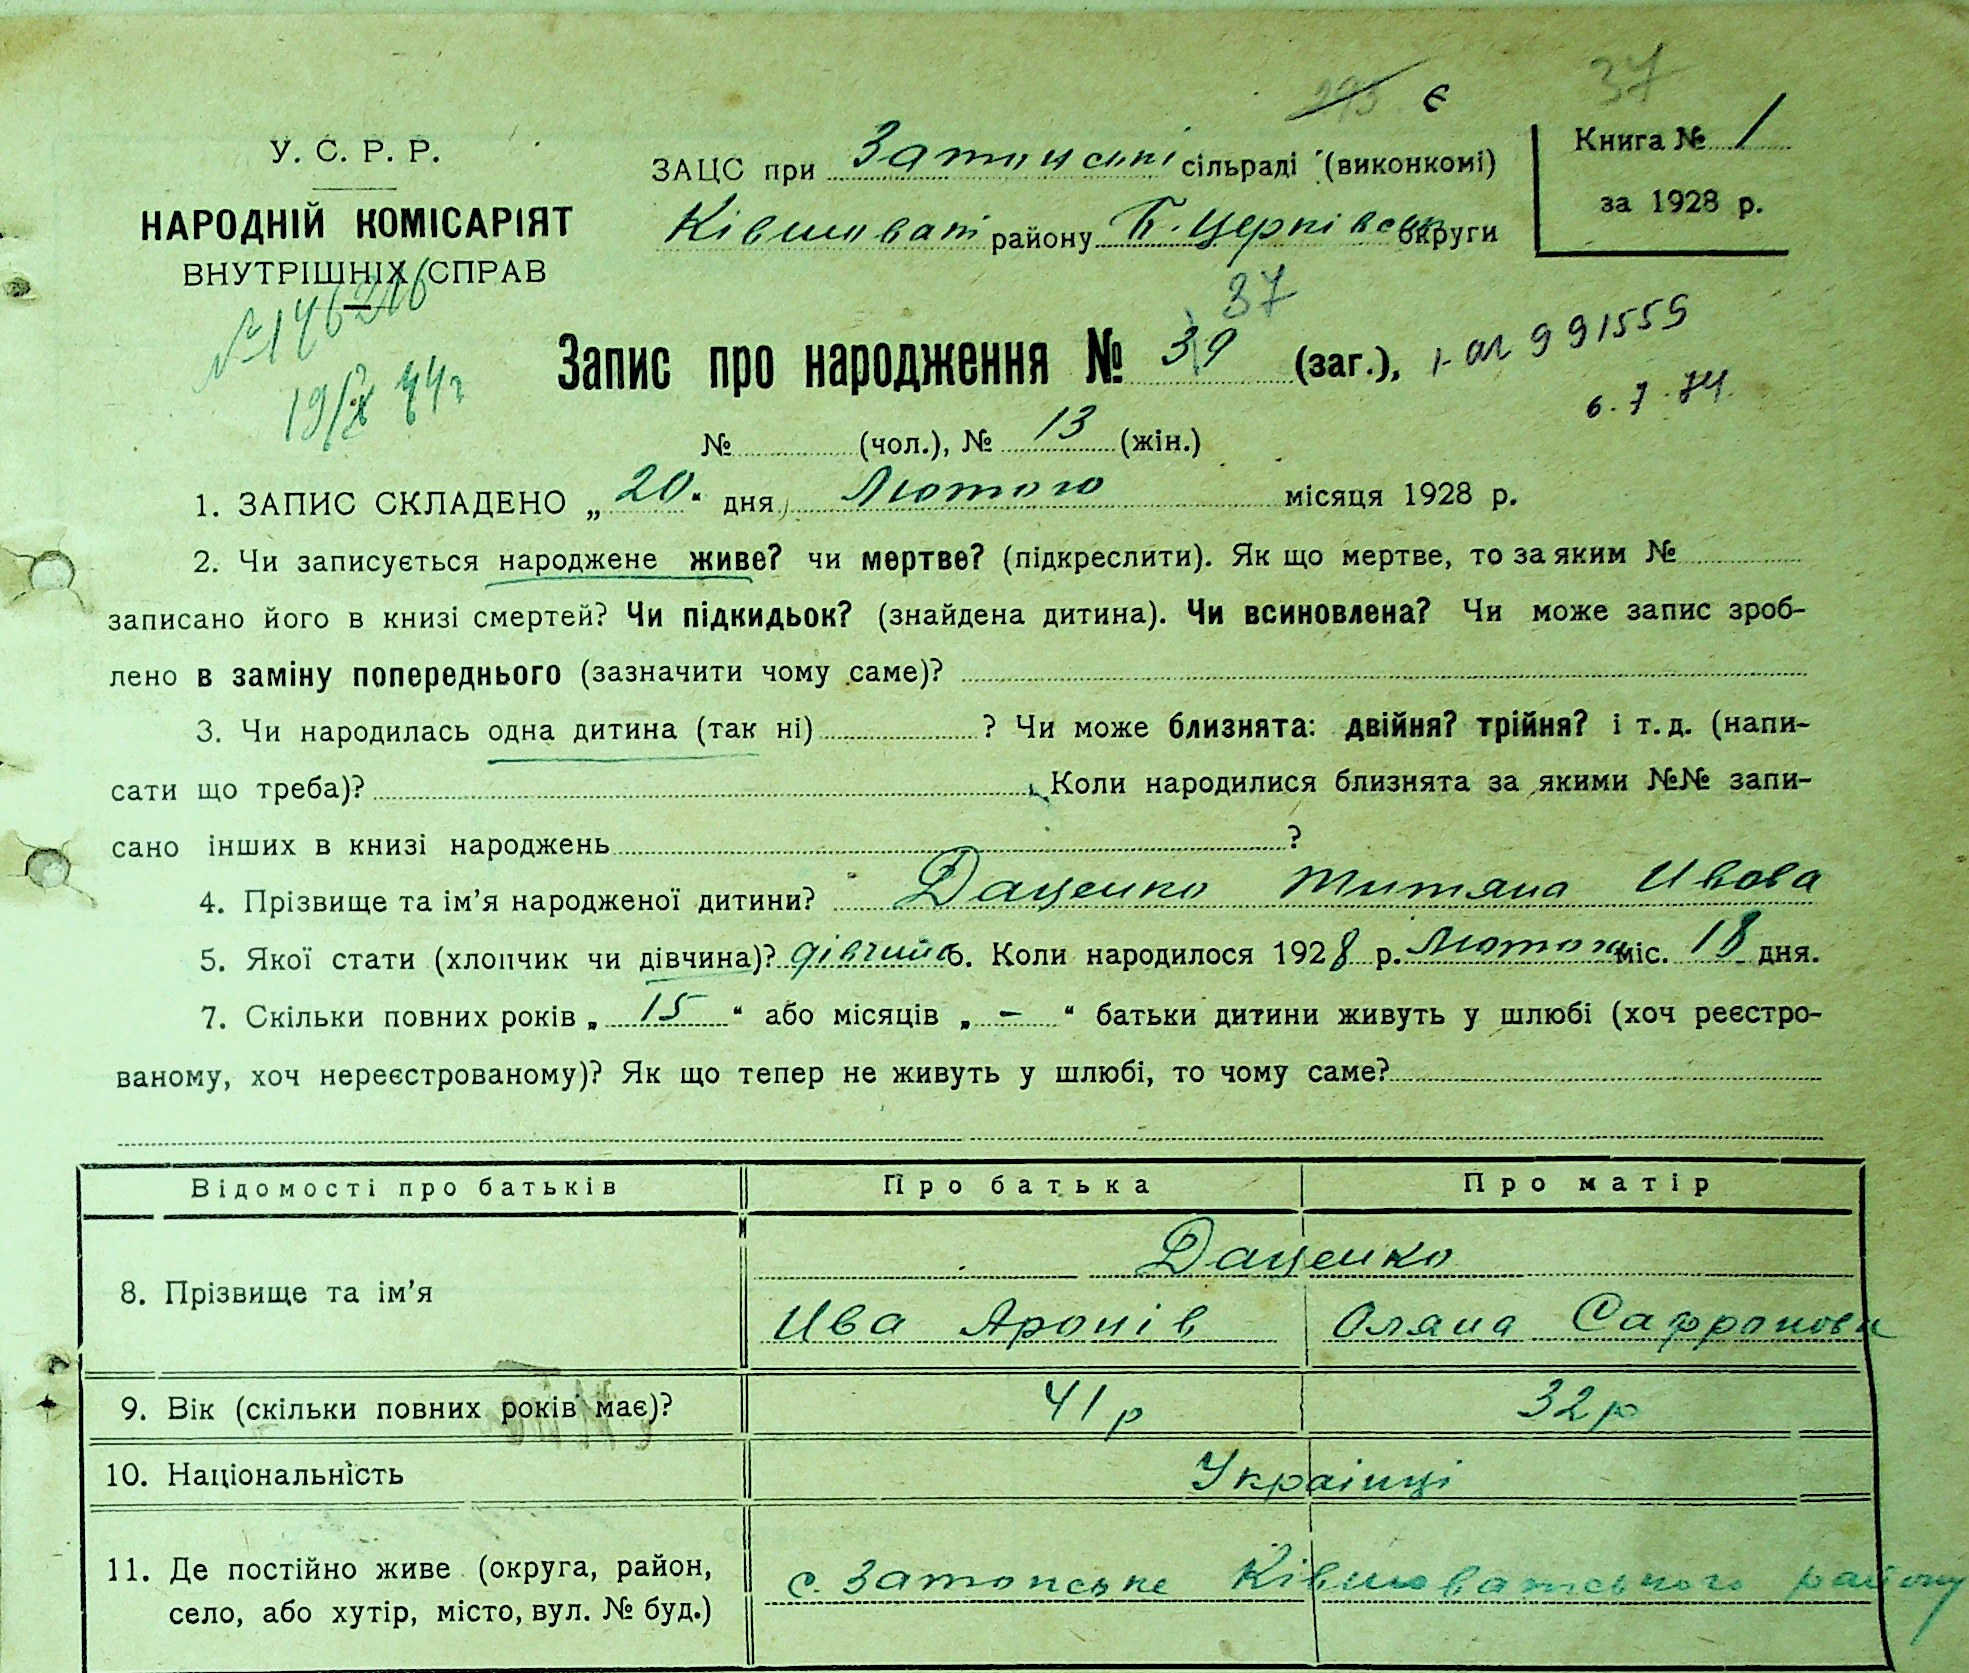 37
293 є
У. С. Р. Р.
НАРОДНІЙ КОМІСАРІЯТ
ВНУТРІШНІХ СПРАВ
ЗАЦС при сільраді (виконкомі)
району Б. Церківськ округи
Книга № 1
за 1928 р.
№ 146216
19/X 44 г
37
Запис про народження № 39 (заг.),
991559
6. 7. 74
№ (чол.), № 13 (жін.)
1. ЗАПИС СКЛАДЕНО „ 20 “ дня Лютого місяця 1928 р.
2. Чи записується народжене живе? чи мертве? (підкреслити). Як що мертве, то за яким №
записано його в книзі смертей? Чи підкидьок? (знайдена дитина). Чи всиновлена? Чи може запис зроб-
лено в заміну попереднього (зазначити чому саме)?
3. Чи народилась одна дитина (так ні) ? Чи може близнята: двійня? трійня? і т. д. (напи-
сати що треба)? Коли народилися близнята за якими №№ запи-
сано інших в книзі народжень ?
4. Прізвище та ім’я народженої дитини? Даценко Титяна Ивова
5. Якої стати (хлопчик чи дівчина)? дівчина 6. Коли народилося 1928 р. Лютого міс. 18 дня.
7. Скільки повних років „ 15 “ або місяців „ – “ батьки дитини живуть у шлюбі (хоч реєстро-
ваному, хоч нереєстрованому)? Як що тепер не живуть у шлюбі, то чому саме?
Відомості про батьків Про батька Про матір
8. Прізвище та ім’я Даценко
Ива Аронів Оляна Сафронова
9. Вік (скільки повних років має)? 41 р 32 р
10. Національність Українці
11. Де постійно живе (округа, район,
село, або хутір, місто, вул. № буд.)
с. Затонське Ківшоватського району